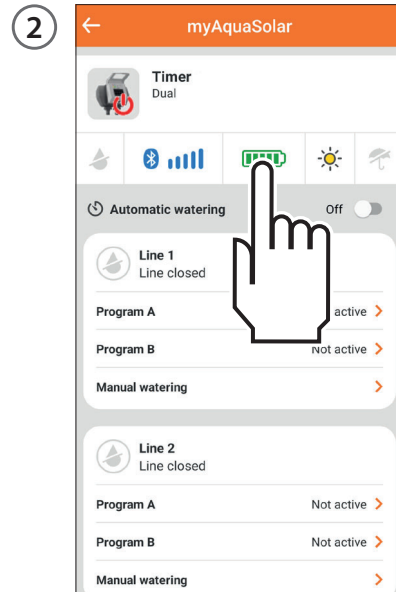 2
myAquaSolar
Timer
Dual
Automatic watering Off
Line 1
Line closed
Program A active
Program B Not active
Manual watering
Line 2
Line closed
Program A Not active
Program B Not active
Manual watering